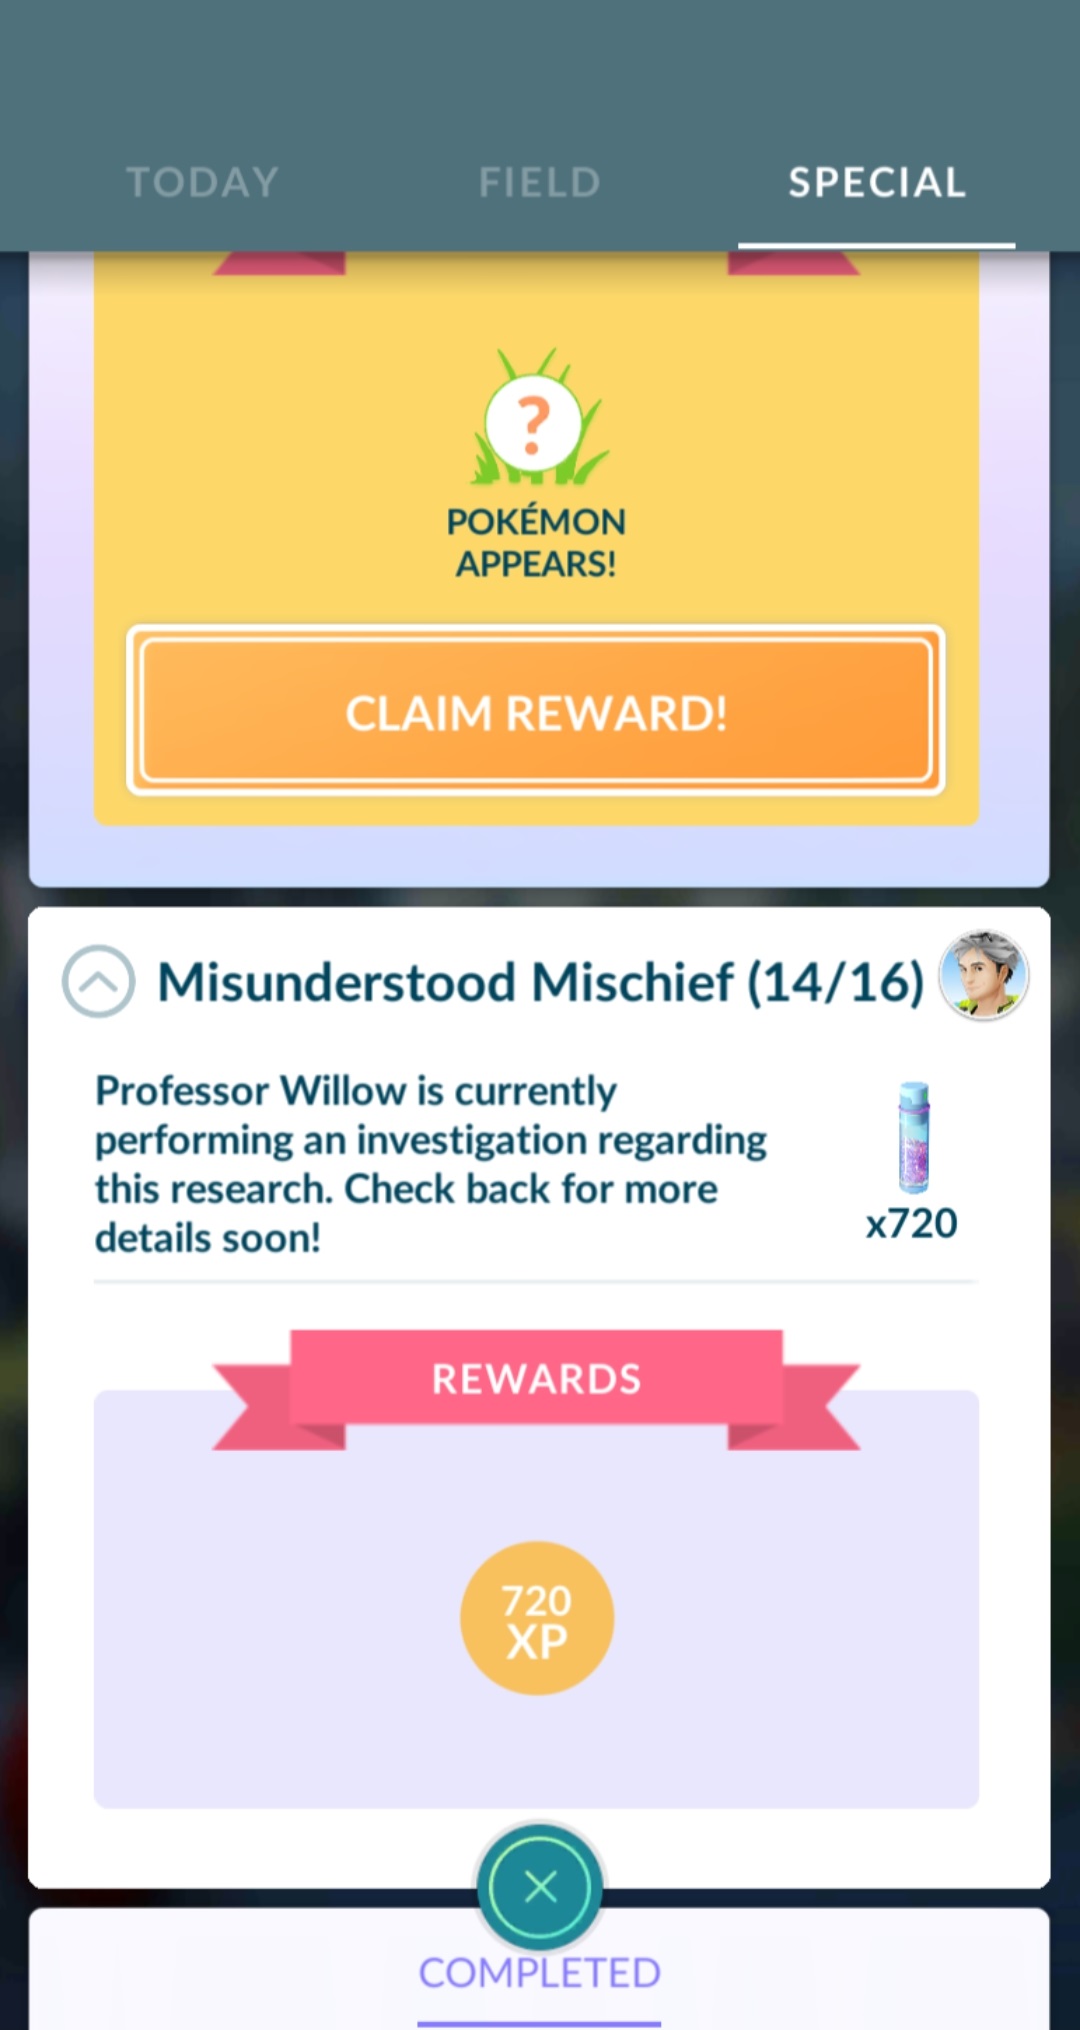 TODAY
FIELD
SPECIAL
?
POKÉMON
APPEARS!
CLAIM REWARD!
Misunderstood Mischief (14/16)
Professor Willow is currently
performing an investigation regarding
this research. Check back for more
details soon!
x720
REWARDS
720
XP
COMPLETED